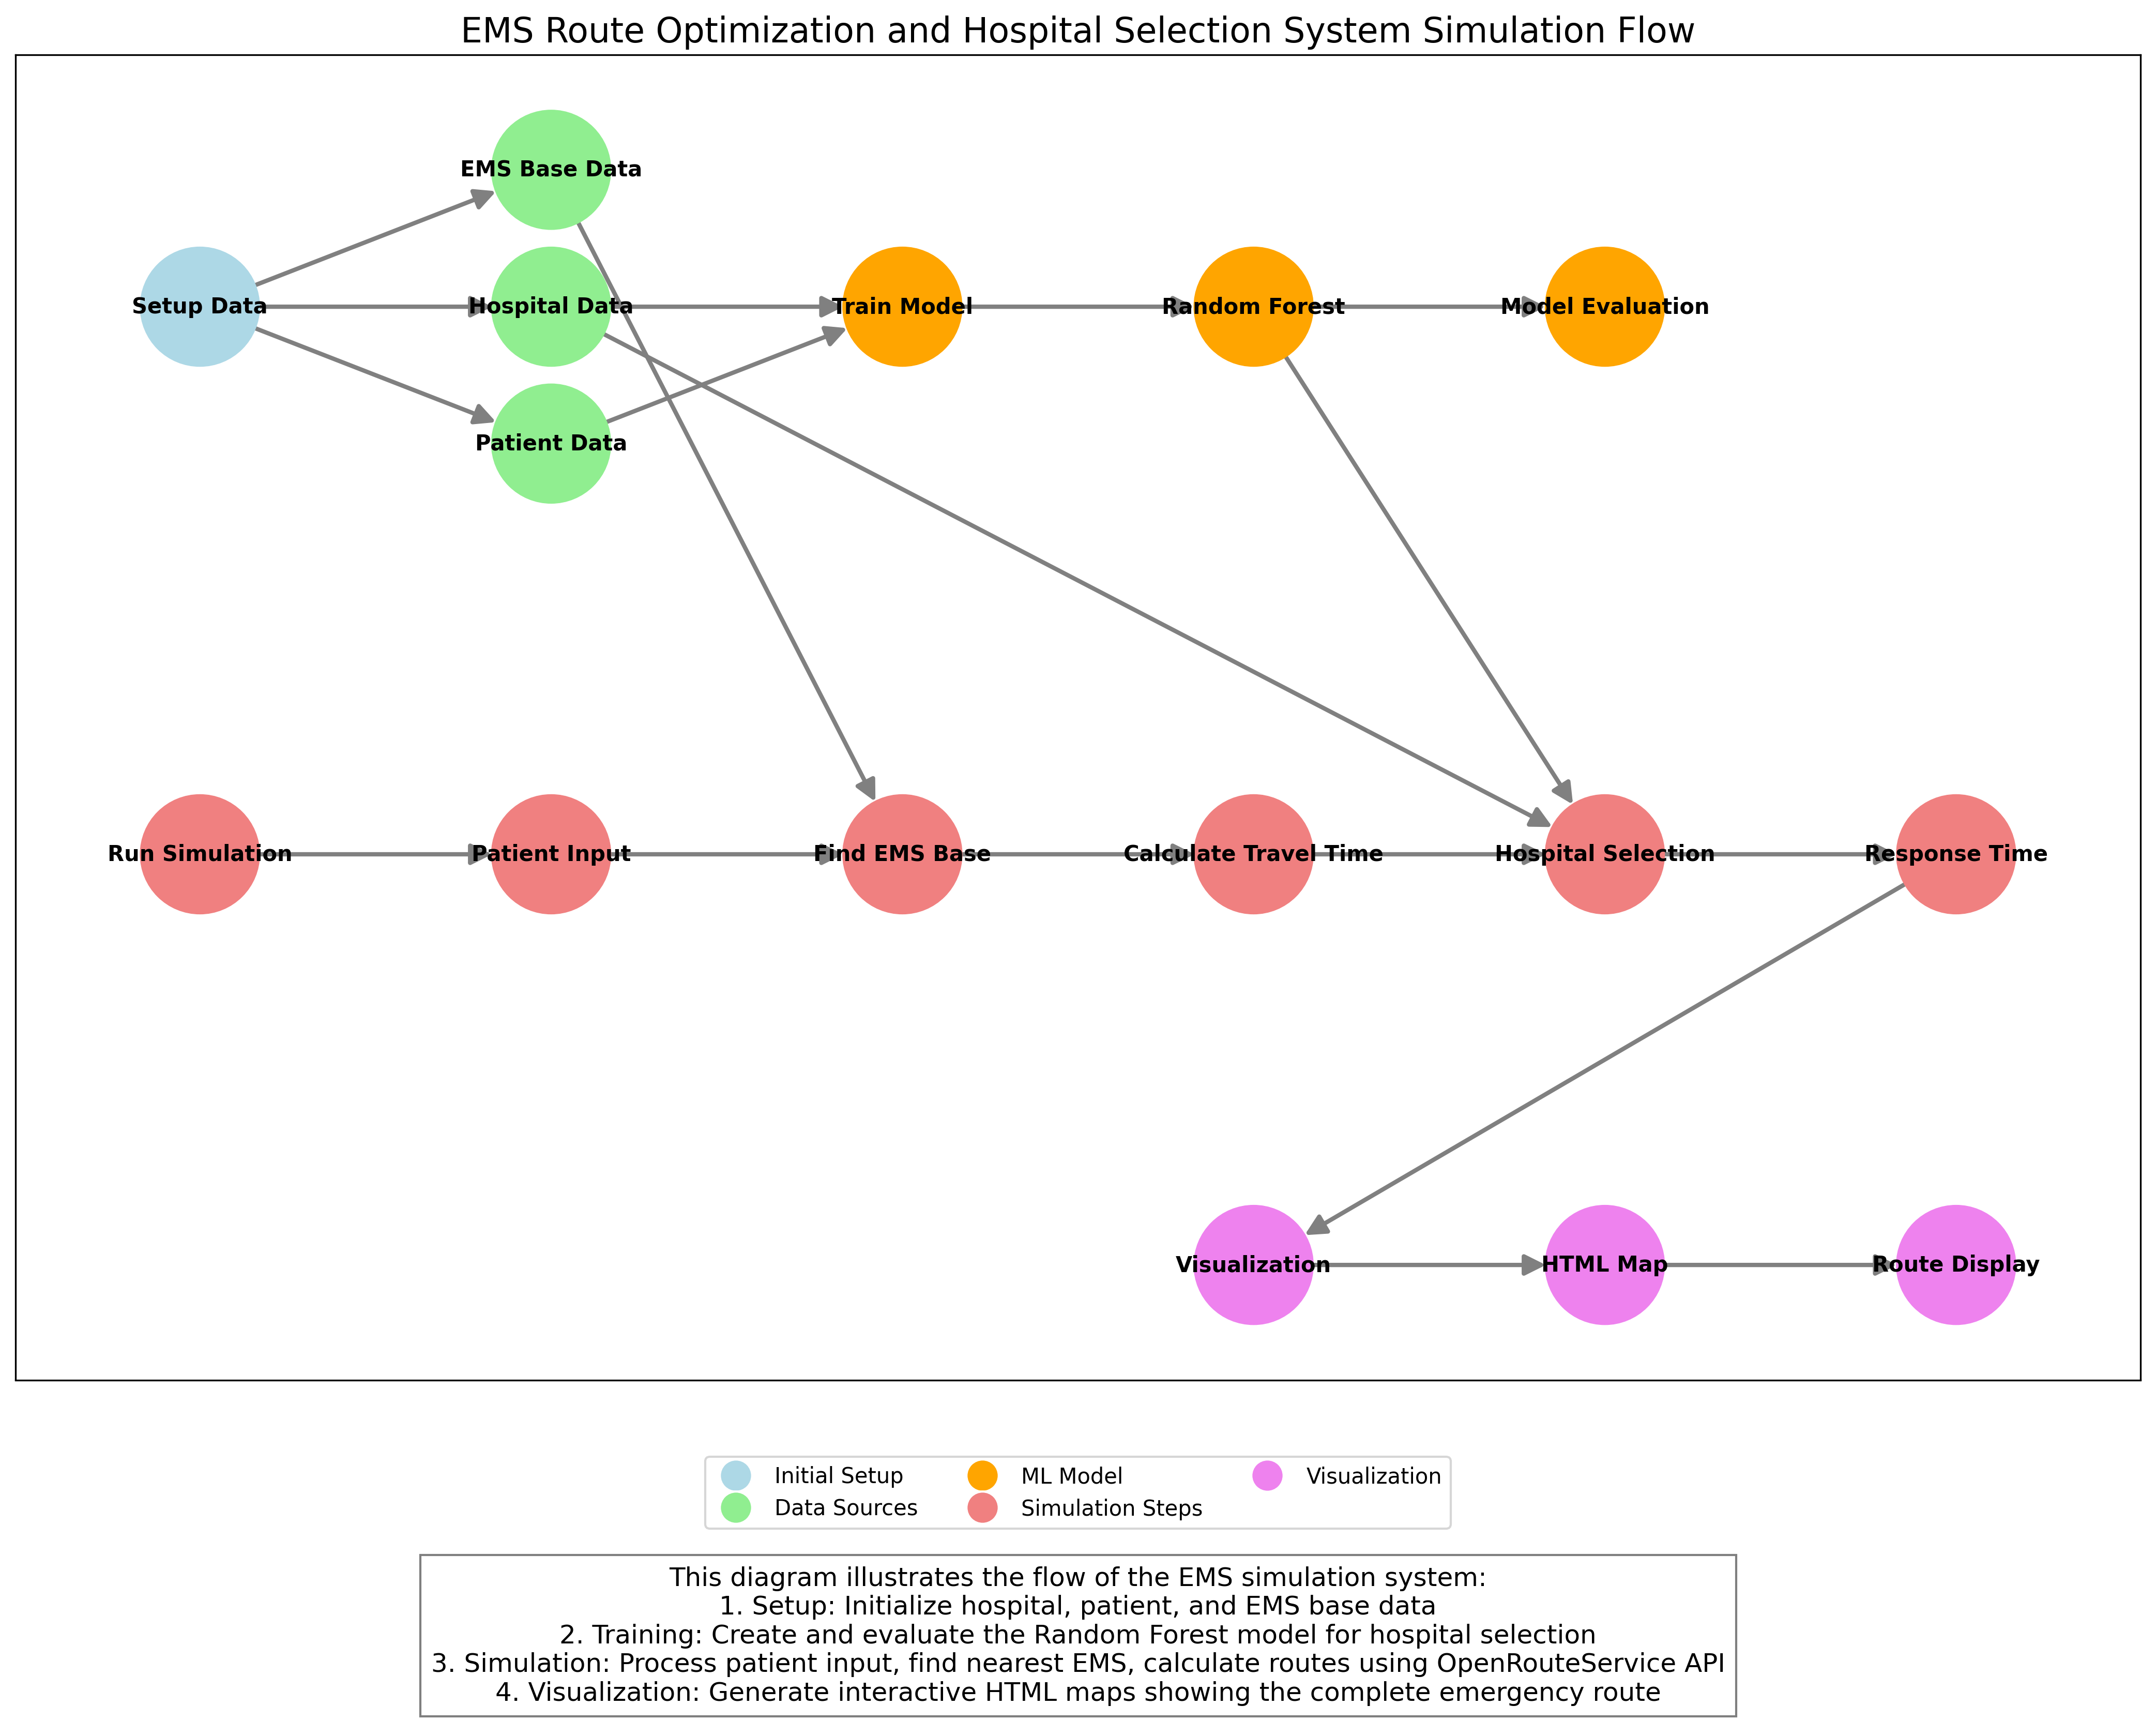 EMS Route Optimization and Hospital Selection System Simulation Flow
EMS Base Data
Setup Data
Hospital Data
Train Model
Random Forest
Model Evaluation
Patient Data
Run Simulation
Patient Input
Find EMS Base
Calculate Travel Time
Hospital Selection
Response Time
Visualization
HTML Map
Route Display
Initial Setup
Data Sources
ML Model
Simulation Steps
Visualization
This diagram illustrates the flow of the EMS simulation system:
1. Setup: Initialize hospital, patient, and EMS base data
2. Training: Create and evaluate the Random Forest model for hospital selection
3. Simulation: Process patient input, find nearest EMS, calculate routes using OpenRouteService API
4. Visualization: Generate interactive HTML maps showing the complete emergency route